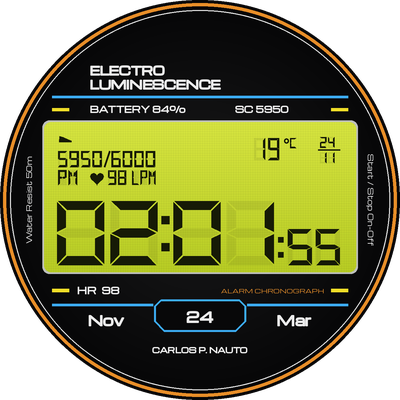 ELECTRO
LUMINESCENCE
BATTERY 84% SC 5950
5950/6000 19°C 24
PM 98 LPM 11
02:01:55
Water Resist 50m
Start / Stop On-Off
HR 98 ALARM CHRONOGRAPH
Nov 24 Mar
CARLOS P. NAUTO